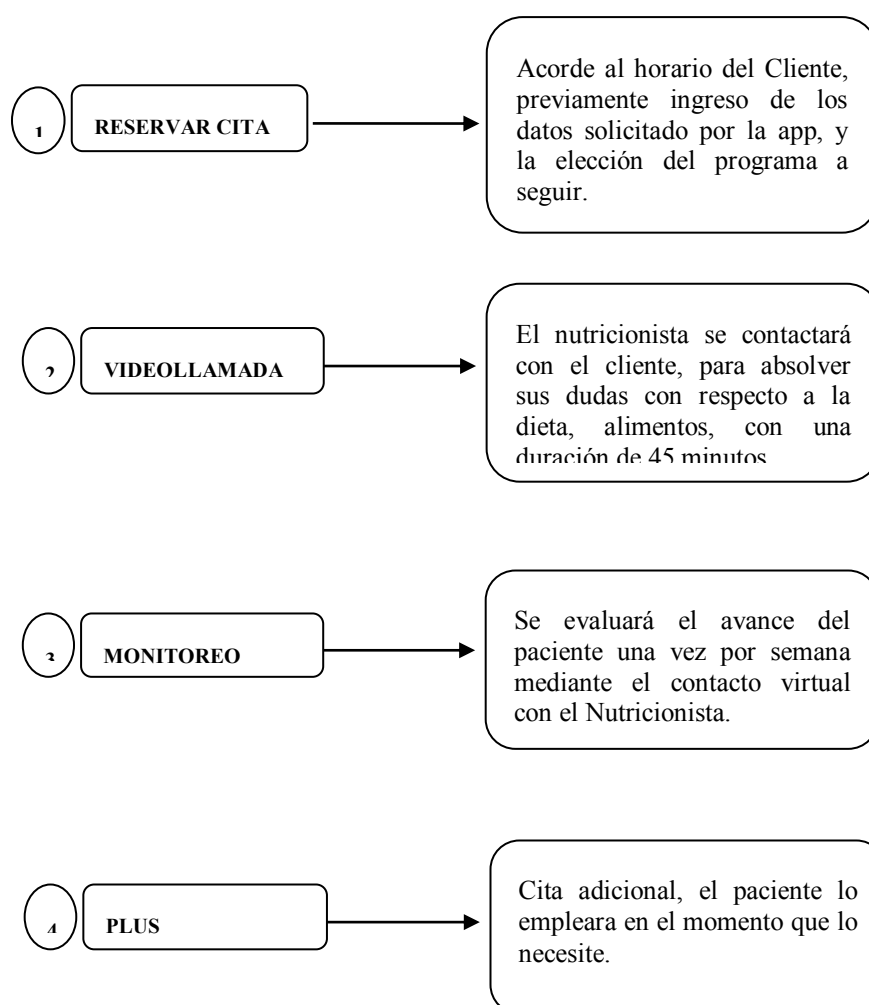 1
RESERVAR CITA
Acorde al horario del Cliente,
previamente ingreso de los
datos solicitado por la app, y
la elección del programa a
seguir.
2
VIDEOLLAMADA
El nutricionista se contactará
con el cliente, para absolver
sus dudas con respecto a la
dieta, alimentos, con una
duración de 45 minutos
3
MONITOREO
Se evaluará el avance del
paciente una vez por semana
mediante el contacto virtual
con el Nutricionista.
4
PLUS
Cita adicional, el paciente lo
empleara en el momento que lo
necesite.